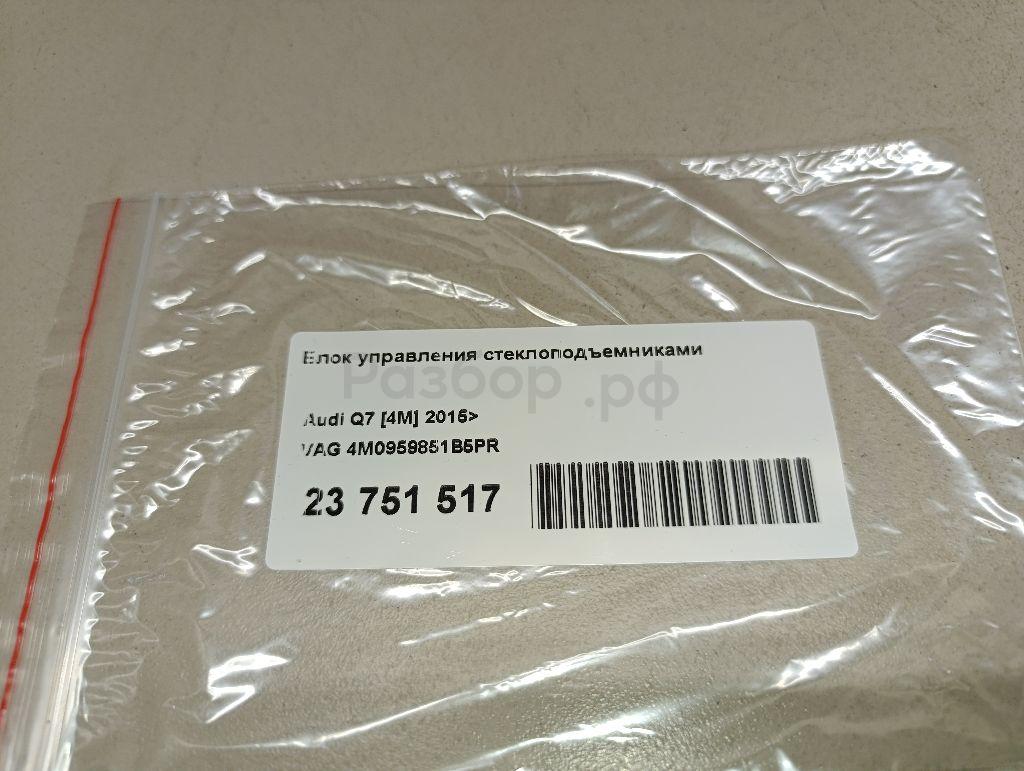 Блок управления стеклоподъемниками
Разбор.рф
Audi Q7 [4M] 2015>
VAG 4M0959851B5PR
23 751 517